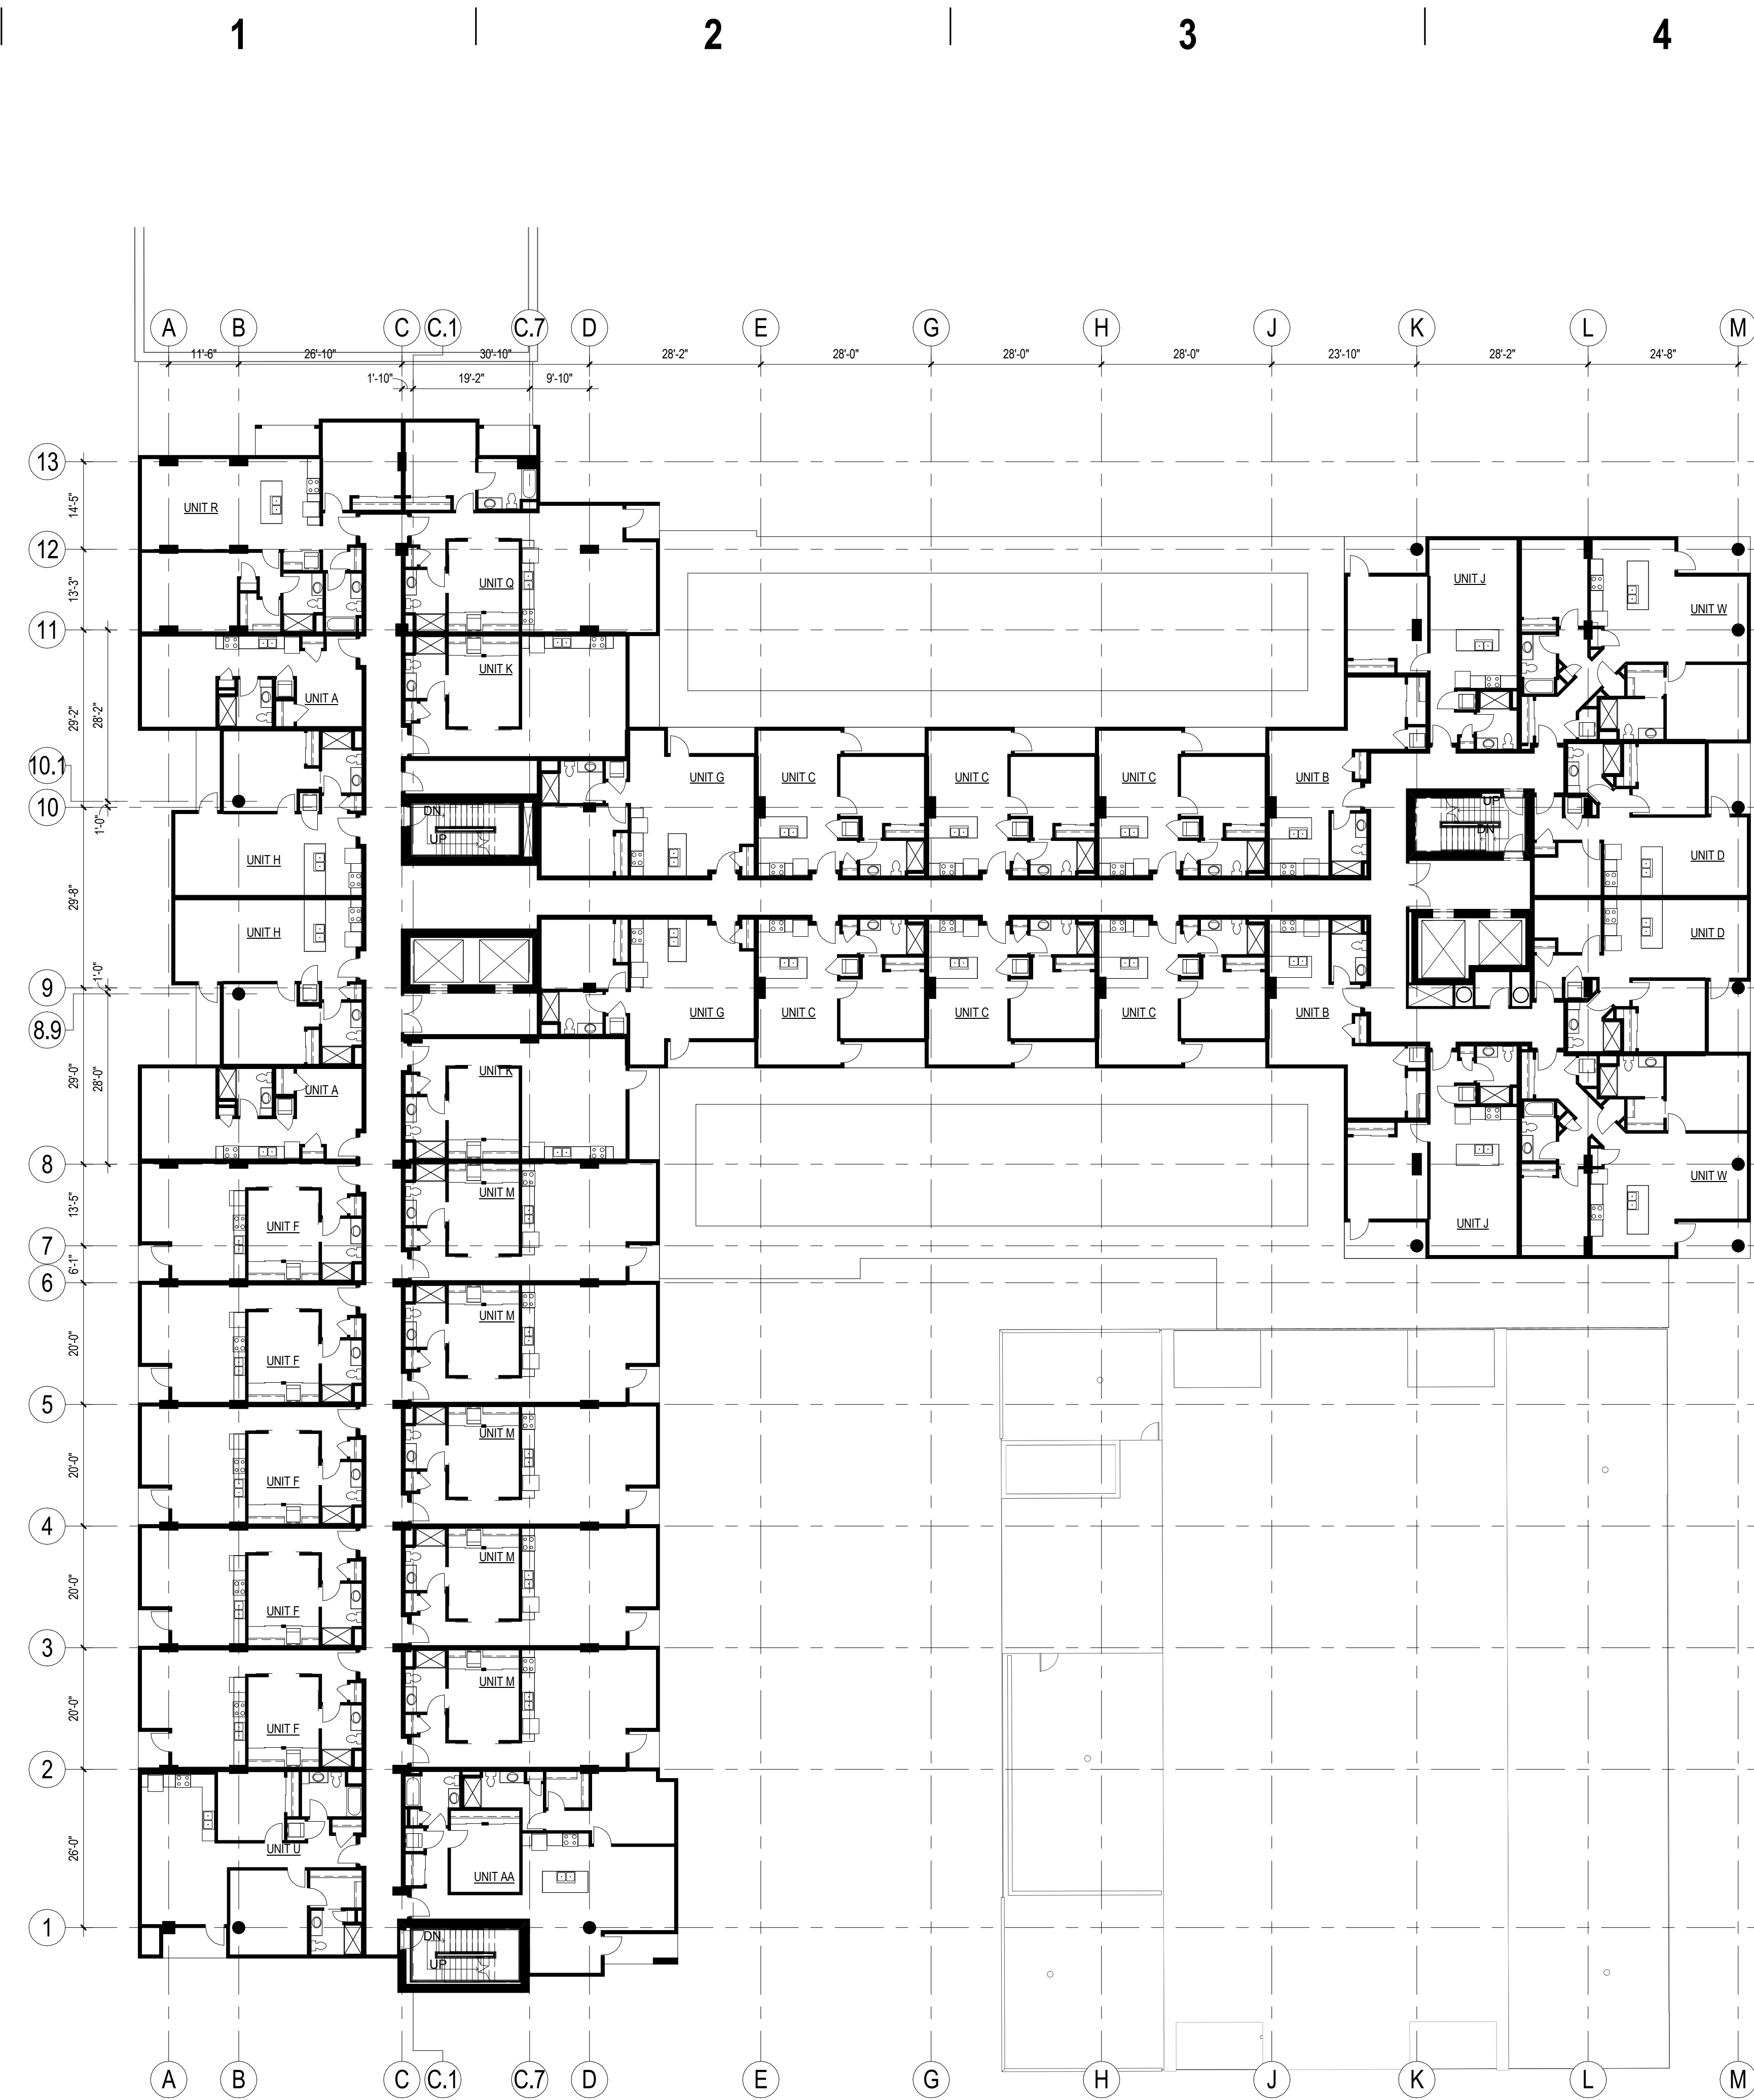 1 2 3 4
A B C C.1 C.7 D E G H J K L M
11'-6" 26'-10" 30'-10" 28'-2" 28'-0" 28'-0" 28'-0" 23'-10" 28'-2" 24'-8"
1'-10" 19'-2" 9'-10"
13
14'-5"
UNIT R
12
UNIT J
13'-3"
UNIT Q
UNIT W
11
UNIT K
UNIT A
29'-2"
28'-2"
10.1
UNIT G UNIT C UNIT C UNIT C UNIT B
10
1'-0"
DN
UP
UP
DN
UNIT H
UNIT D
29'-8"
UNIT H
UNIT D
9
1'-0"
8.9
UNIT G UNIT C UNIT C UNIT C UNIT B
29'-0"
28'-0"
UNIT K
UNIT A
8
UNIT W
13'-5"
UNIT M
UNIT F
UNIT J
7
6'-1"
6
UNIT M
20'-0"
UNIT F
5
UNIT M
20'-0"
UNIT F
4
UNIT M
20'-0"
UNIT F
3
UNIT M
20'-0"
UNIT F
2
26'-0"
UNIT U
UNIT AA
1
DN
UP
A B C C.1 C.7 D E G H J K L M